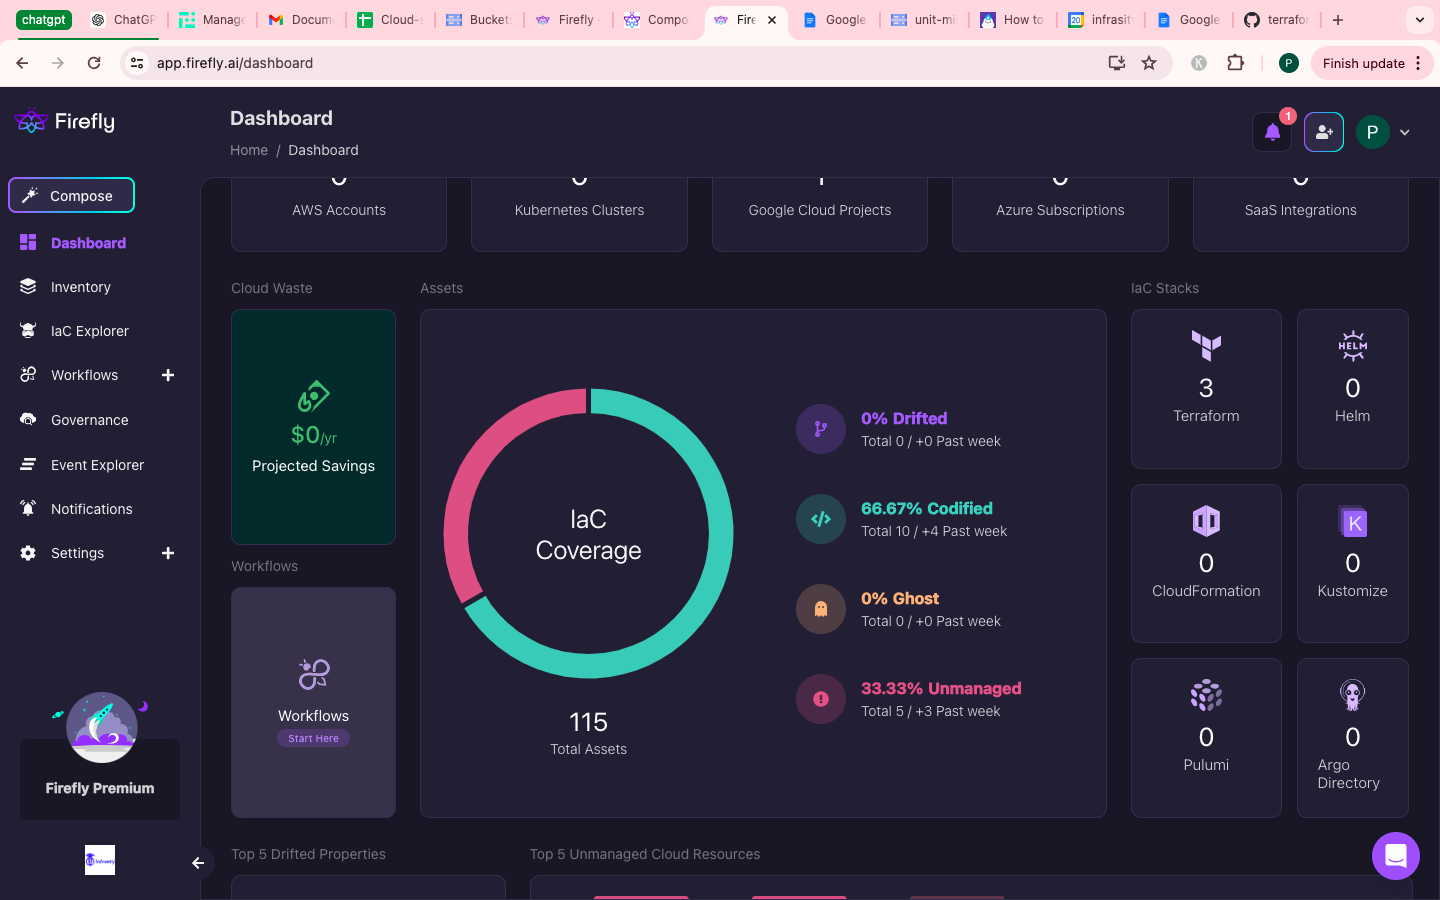 chatgpt
ChatGP
Manage
Docum
Cloud-s
Bucket
Firefly -
Compo
Fire
Google
unit-mi
How to
infrasit
Google
terrafor
app.firefly.ai/dashboard
K
P
Finish update
Firefly
Dashboard
Home / Dashboard
1
P
Compose
Dashboard
Inventory
IaC Explorer
Workflows
Governance
Event Explorer
Notifications
Settings
Firefly Premium
AWS Accounts
Kubernetes Clusters
Google Cloud Projects
Azure Subscriptions
SaaS Integrations
Cloud Waste
$0/yr
Projected Savings
Workflows
Workflows
Start Here
Assets
IaC
Coverage
115
Total Assets
0% Drifted
Total 0 / +0 Past week
66.67% Codified
Total 10 / +4 Past week
0% Ghost
Total 0 / +0 Past week
33.33% Unmanaged
Total 5 / +3 Past week
IaC Stacks
3
Terraform
HELM
0
Helm
0
CloudFormation
K
0
Kustomize
0
Pulumi
0
Argo
Directory
Top 5 Drifted Properties
Top 5 Unmanaged Cloud Resources